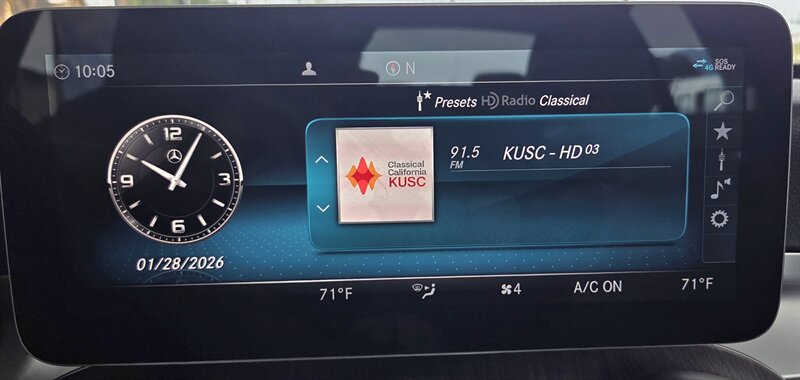 10:05
N
4G SOS READY
Presets HD Radio Classical
12
9
3
6
Classical
California
KUSC
91.5
FM
KUSC - HD 03
01/28/2026
71°F
4
A/C ON
71°F